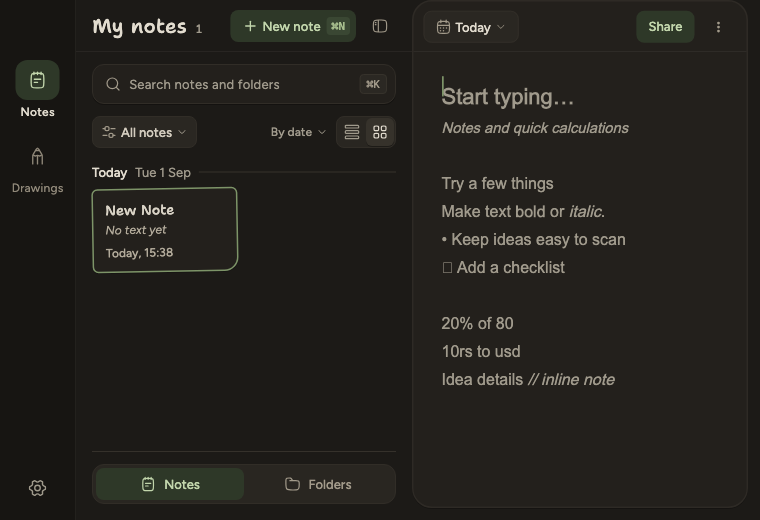 My notes 1
+ New note ⌘N
Notes
Drawings
Search notes and folders ⌘K
All notes
By date
Today Tue 1 Sep
New Note
No text yet
Today, 15:38
Notes
Folders
Today
Share
Start typing...
Notes and quick calculations
Try a few things
Make text bold or italic.
• Keep ideas easy to scan
☐ Add a checklist
20% of 80
10rs to usd
Idea details // inline note